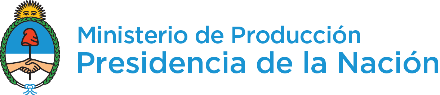 Ministerio de Producción
Presidencia de la Nación